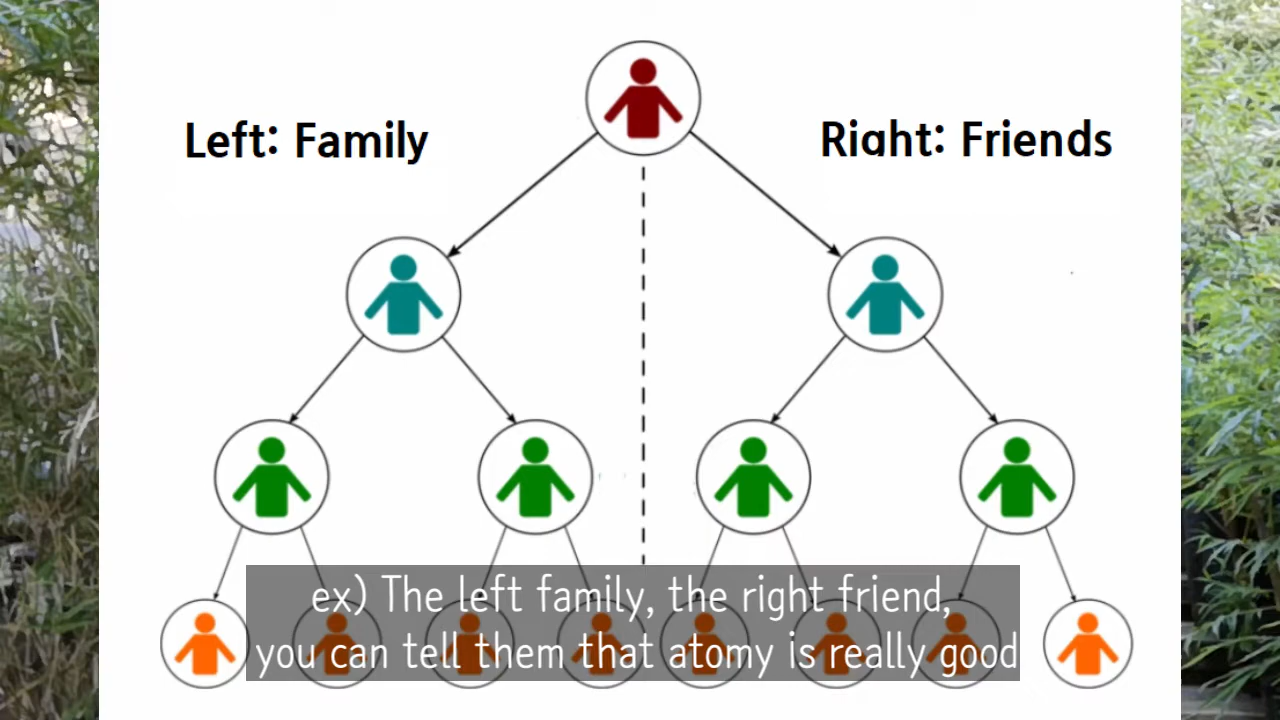 Left: Family
Right: Friends
ex) The left family, the right friend,
you can tell them that atomy is really good